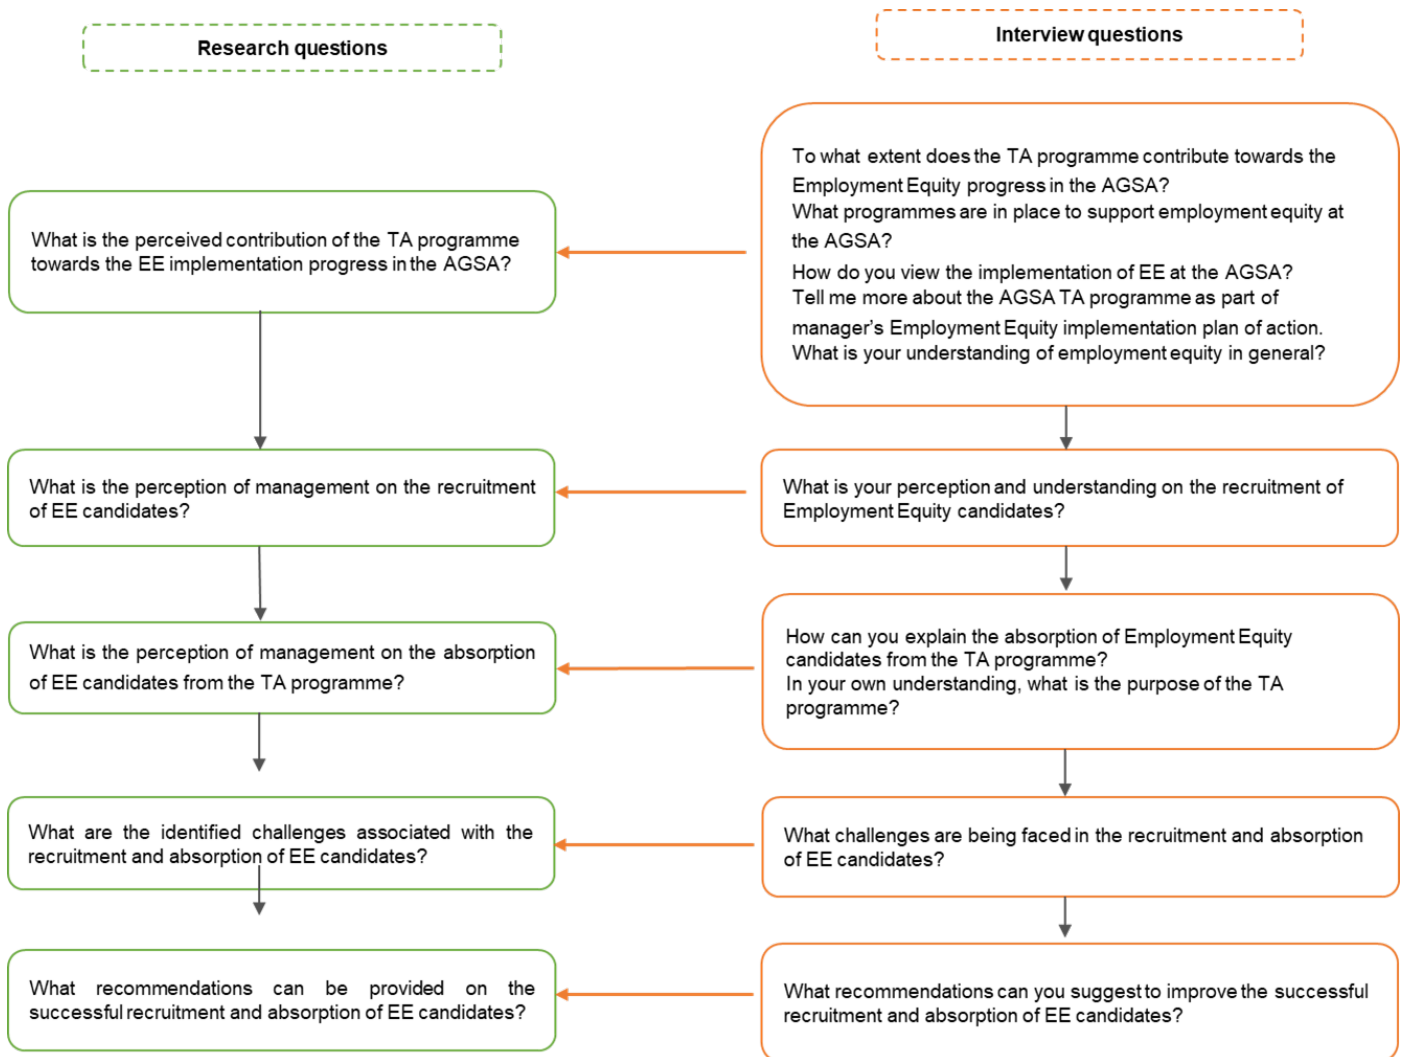 Research questions
Interview questions
To what extent does the TA programme contribute towards the
Employment Equity progress in the AGSA?
What programmes are in place to support employment equity at
the AGSA?
How do you view the implementation of EE at the AGSA?
Tell me more about the AGSA TA programme as part of
manager’s Employment Equity implementation plan of action.
What is your understanding of employment equity in general?
What is the perceived contribution of the TA programme
towards the EE implementation progress in the AGSA?
What is the perception of management on the recruitment
of EE candidates?
What is your perception and understanding on the recruitment of
Employment Equity candidates?
What is the perception of management on the absorption
of EE candidates from the TA programme?
How can you explain the absorption of Employment Equity
candidates from the TA programme?
In your own understanding, what is the purpose of the TA
programme?
What are the identified challenges associated with the
recruitment and absorption of EE candidates?
What challenges are being faced in the recruitment and absorption
of EE candidates?
What recommendations can be provided on the
successful recruitment and absorption of EE candidates?
What recommendations can you suggest to improve the successful
recruitment and absorption of EE candidates?